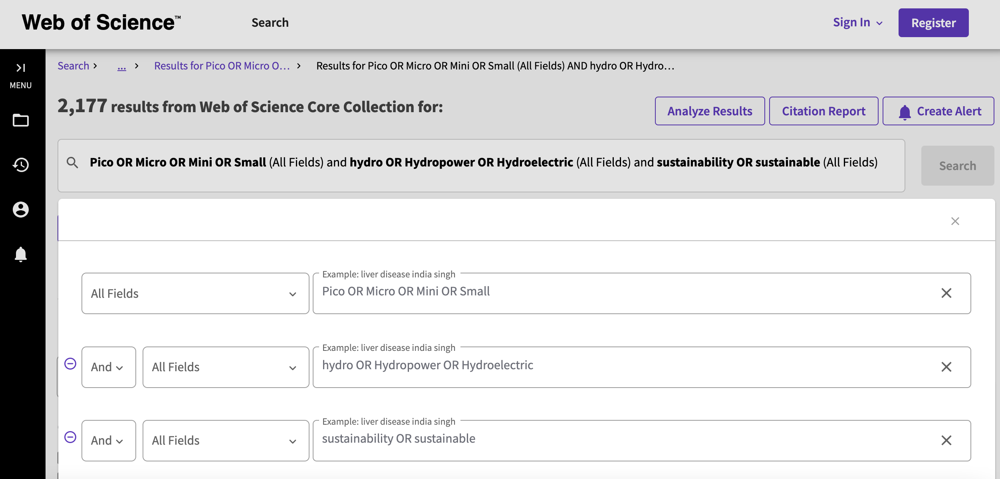 Web of Science™
Search
Sign In
Register
MENU
Search
...
Results for Pico OR Micro O...
Results for Pico OR Micro OR Mini OR Small (All Fields) AND hydro OR Hydro...
2,177 results from Web of Science Core Collection for:
Analyze Results
Citation Report
Create Alert
Pico OR Micro OR Mini OR Small (All Fields) and hydro OR Hydropower OR Hydroelectric (All Fields) and sustainability OR sustainable (All Fields)
Search
All Fields
Example: liver disease india singh
Pico OR Micro OR Mini OR Small
And
All Fields
Example: liver disease india singh
hydro OR Hydropower OR Hydroelectric
And
All Fields
Example: liver disease india singh
sustainability OR sustainable